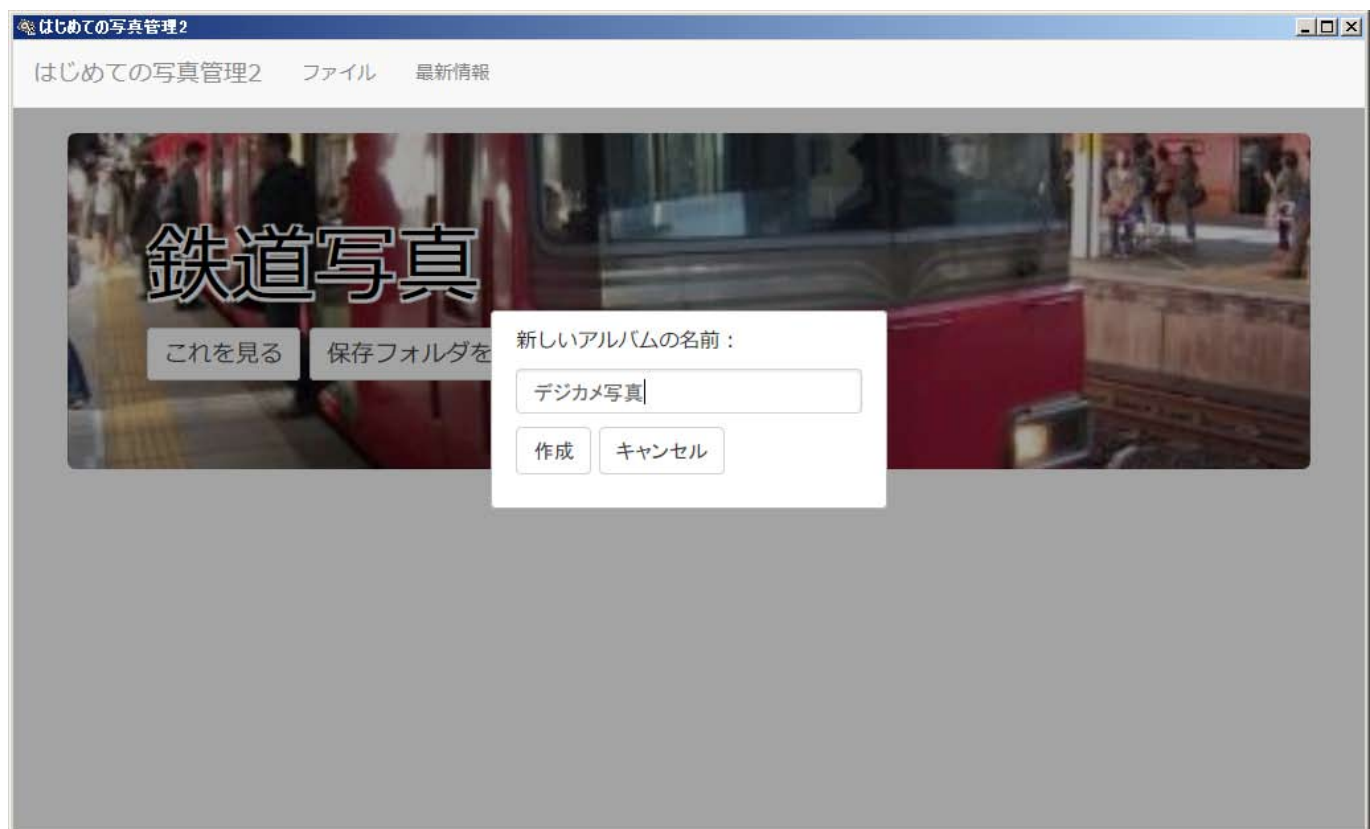 はじめての写真管理2
はじめての写真管理2 ファイル 最新情報
鉄道写真
これを見る 保存フォルダを
新しいアルバムの名前：
デジカメ写真
作成 キャンセル